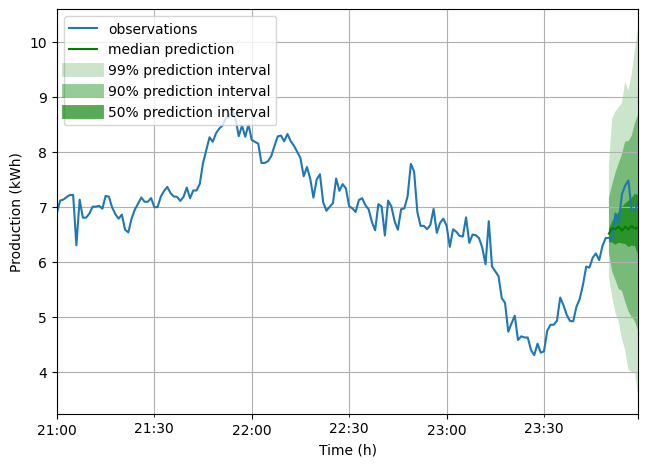 observations
median prediction
99% prediction interval
90% prediction interval
50% prediction interval
10
9
8
7
6
5
4
Production (kWh)
21:00 21:30 22:00 22:30 23:00 23:30
Time (h)